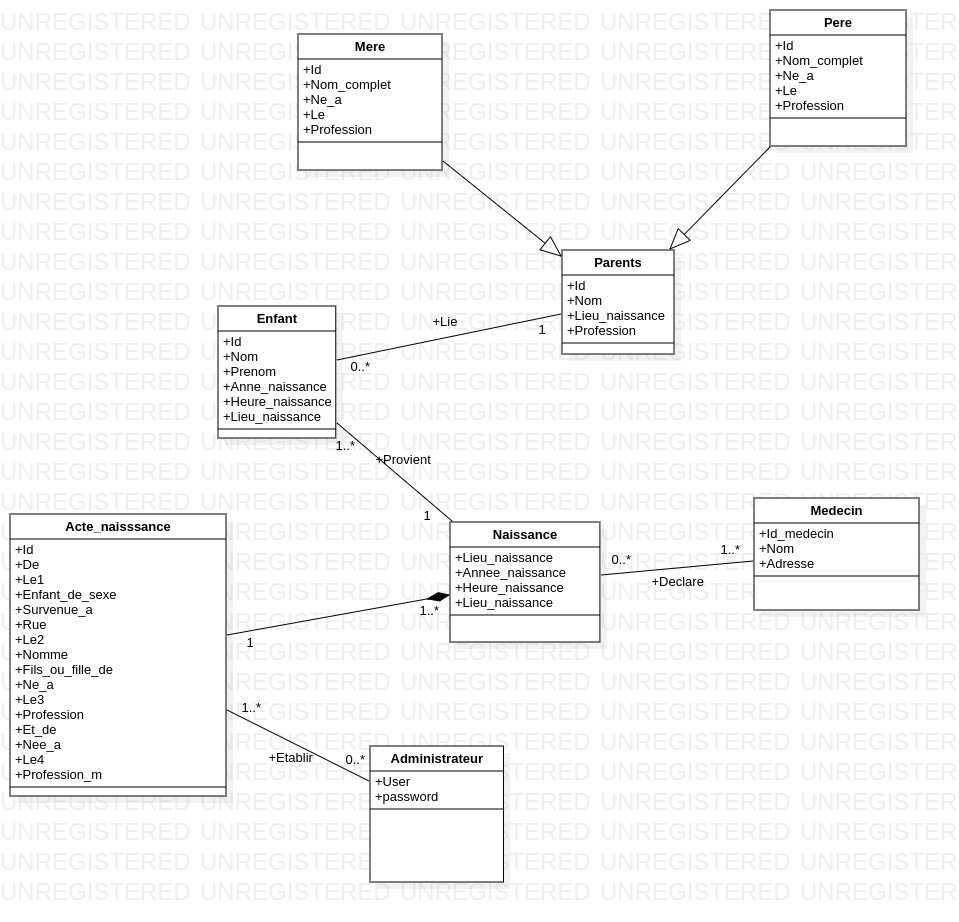 Mere
+Id
+Nom_complet
+Ne_a
+Le
+Profession
Pere
+Id
+Nom_complet
+Ne_a
+Le
+Profession
Parents
+Id
+Nom
+Lieu_naissance
+Profession
Enfant
+Id
+Nom
+Prenom
+Anne_naissance
+Heure_naissance
+Lieu_naissance
+Lie
1
0..*
1..*
+Provient
1
Acte_naisssance
+Id
+De
+Le1
+Enfant_de_sexe
+Survenue_a
+Rue
+Le2
+Nomme
+Fils_ou_fille_de
+Ne_a
+Le3
+Profession
+Et_de
+Nee_a
+Le4
+Profession_m
Naissance
+Lieu_naissance
+Annee_naissance
+Heure_naissance
+Lieu_naissance
Medecin
+Id_medecin
+Nom
+Adresse
0..*
1..*
+Declare
1..*
1
1..*
+Etablir
0..*
Administrateur
+User
+password
UNREGISTERED